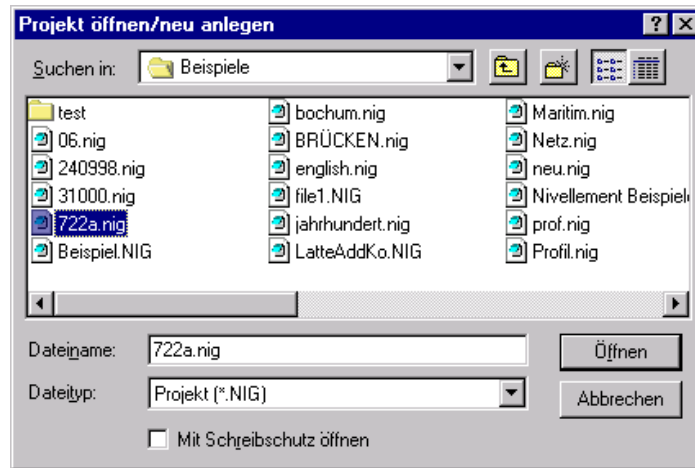 Projekt öffnen/neu anlegen
Suchen in: Beispiele
test
06.nig
240998.nig
31000.nig
722a.nig
Beispiel.NIG
bochum.nig
BRÜCKEN.nig
english.nig
file1.NIG
jahrhundert.nig
LatteAddKo.NIG
Maritim.nig
Netz.nig
neu.nig
Nivellement Beispiel
prof.nig
Profil.nig
Dateiname: 722a.nig
Öffnen
Dateityp: Projekt (*.NIG)
Abbrechen
Mit Schreibschutz öffnen